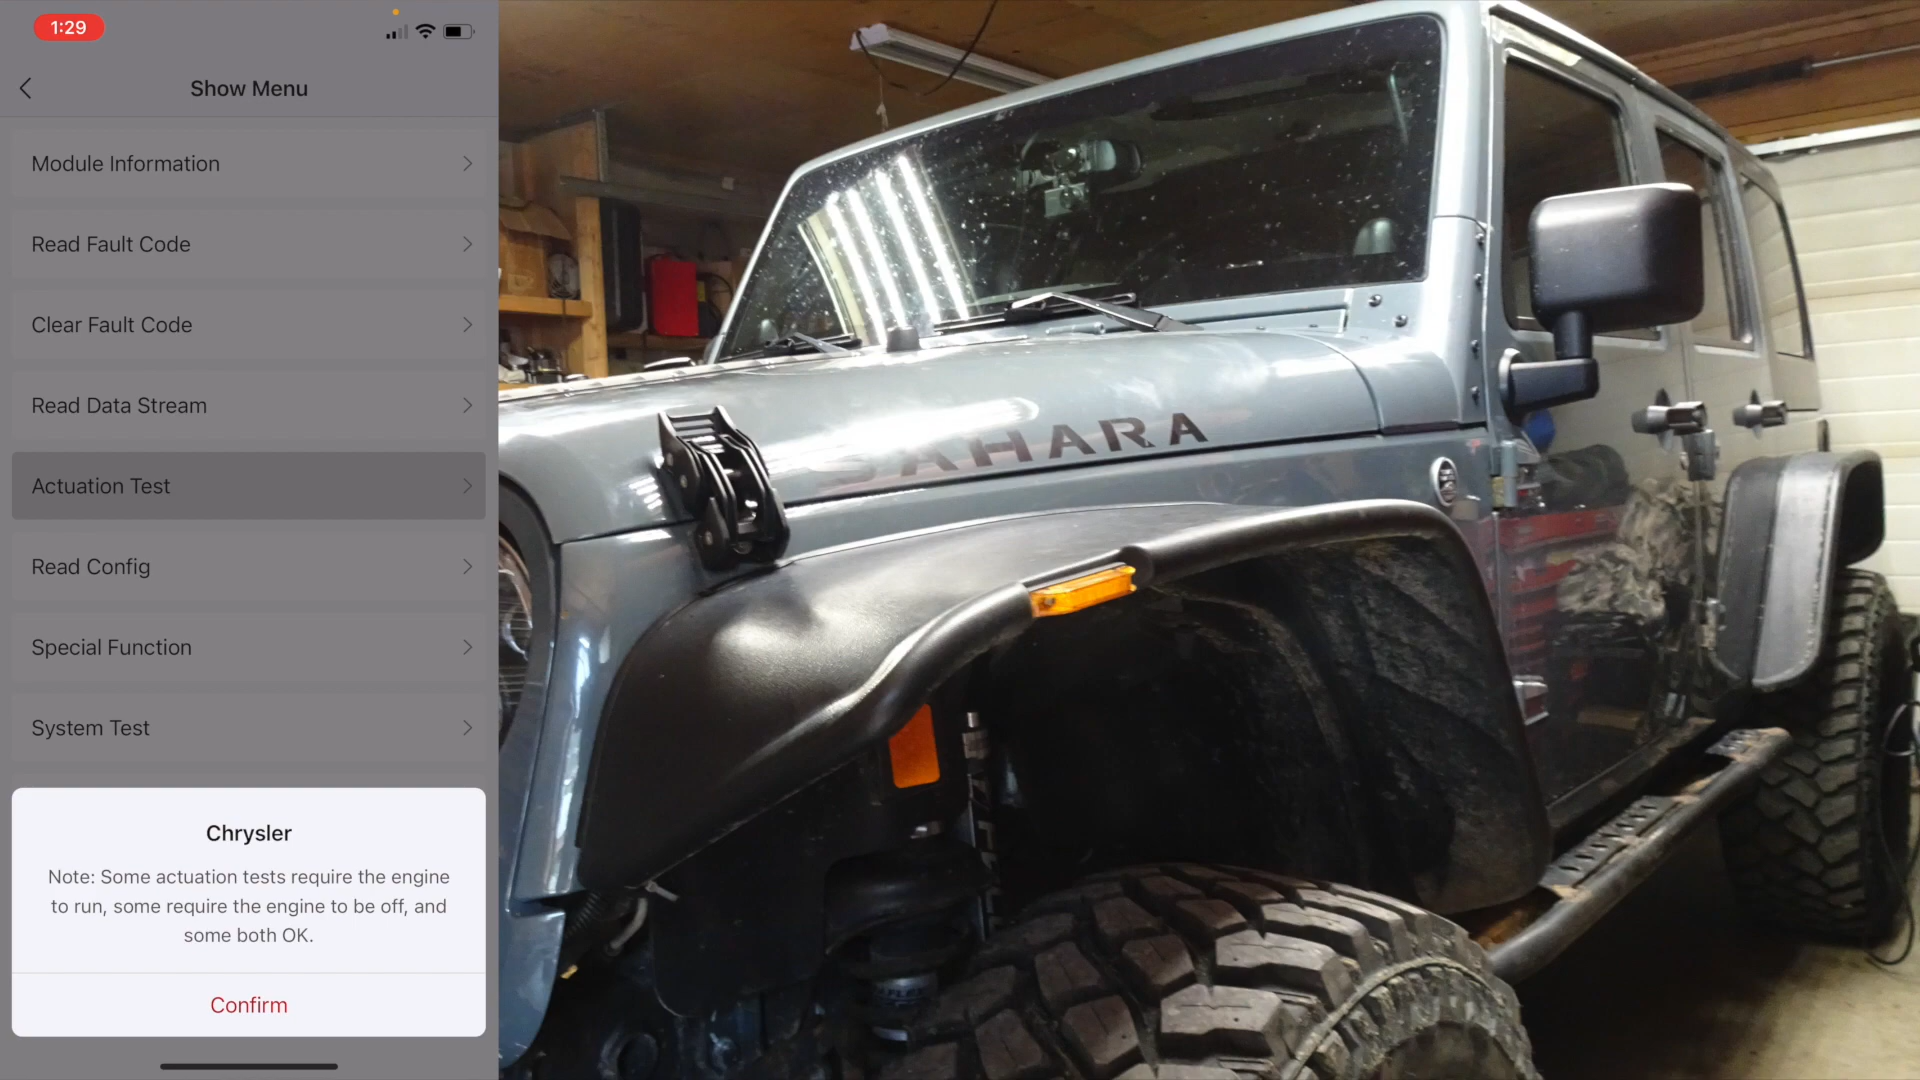 1:29
Show Menu
Module Information
Read Fault Code
Clear Fault Code
Read Data Stream
Actuation Test
Read Config
Special Function
System Test
Chrysler
Note: Some actuation tests require the engine
to run, some require the engine to be off, and
some both OK.
Confirm
SAHARA